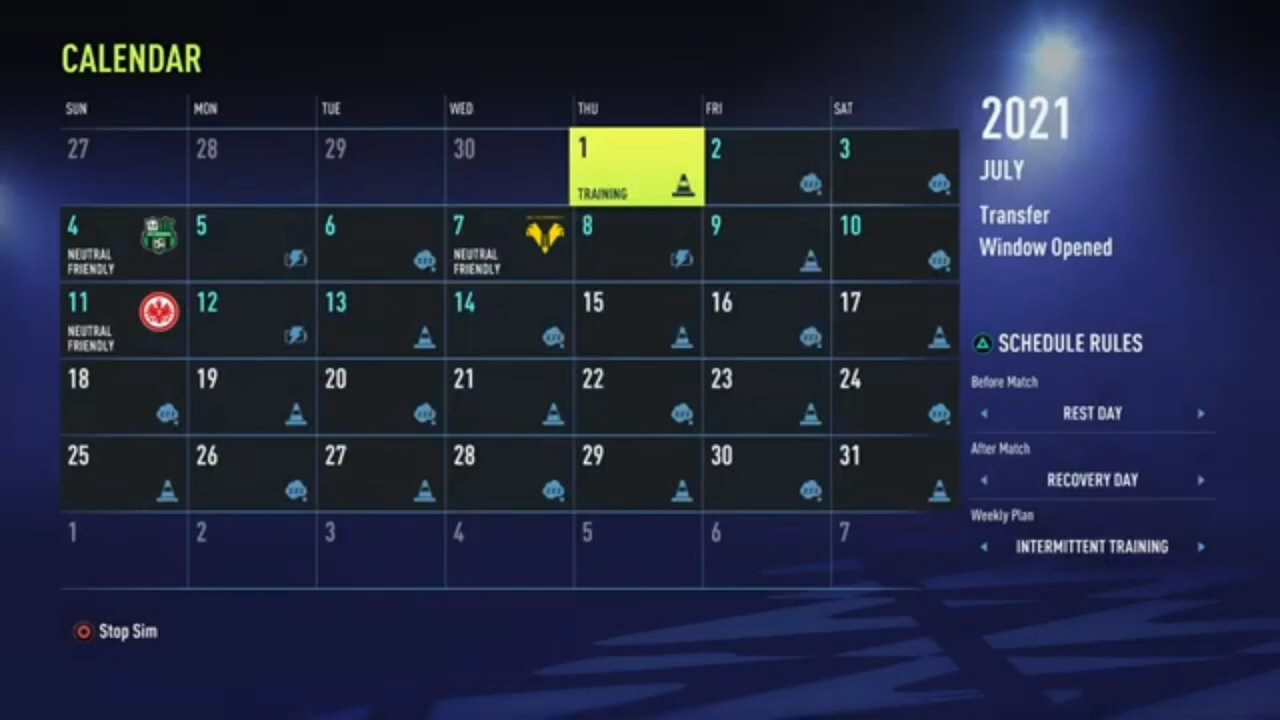 CALENDAR
SUN MON TUE WED THU FRI SAT
27 28 29 30 1 2 3
TRAINING
4 5 6 7 8 9 10
NEUTRAL NEUTRAL
FRIENDLY FRIENDLY
11 12 13 14 15 16 17
NEUTRAL
FRIENDLY
18 19 20 21 22 23 24
25 26 27 28 29 30 31
1 2 3 4 5 6 7
Stop Sim
2021
JULY
Transfer
Window Opened
SCHEDULE RULES
Before Match
REST DAY
After Match
RECOVERY DAY
Weekly Plan
INTERMITTENT TRAINING